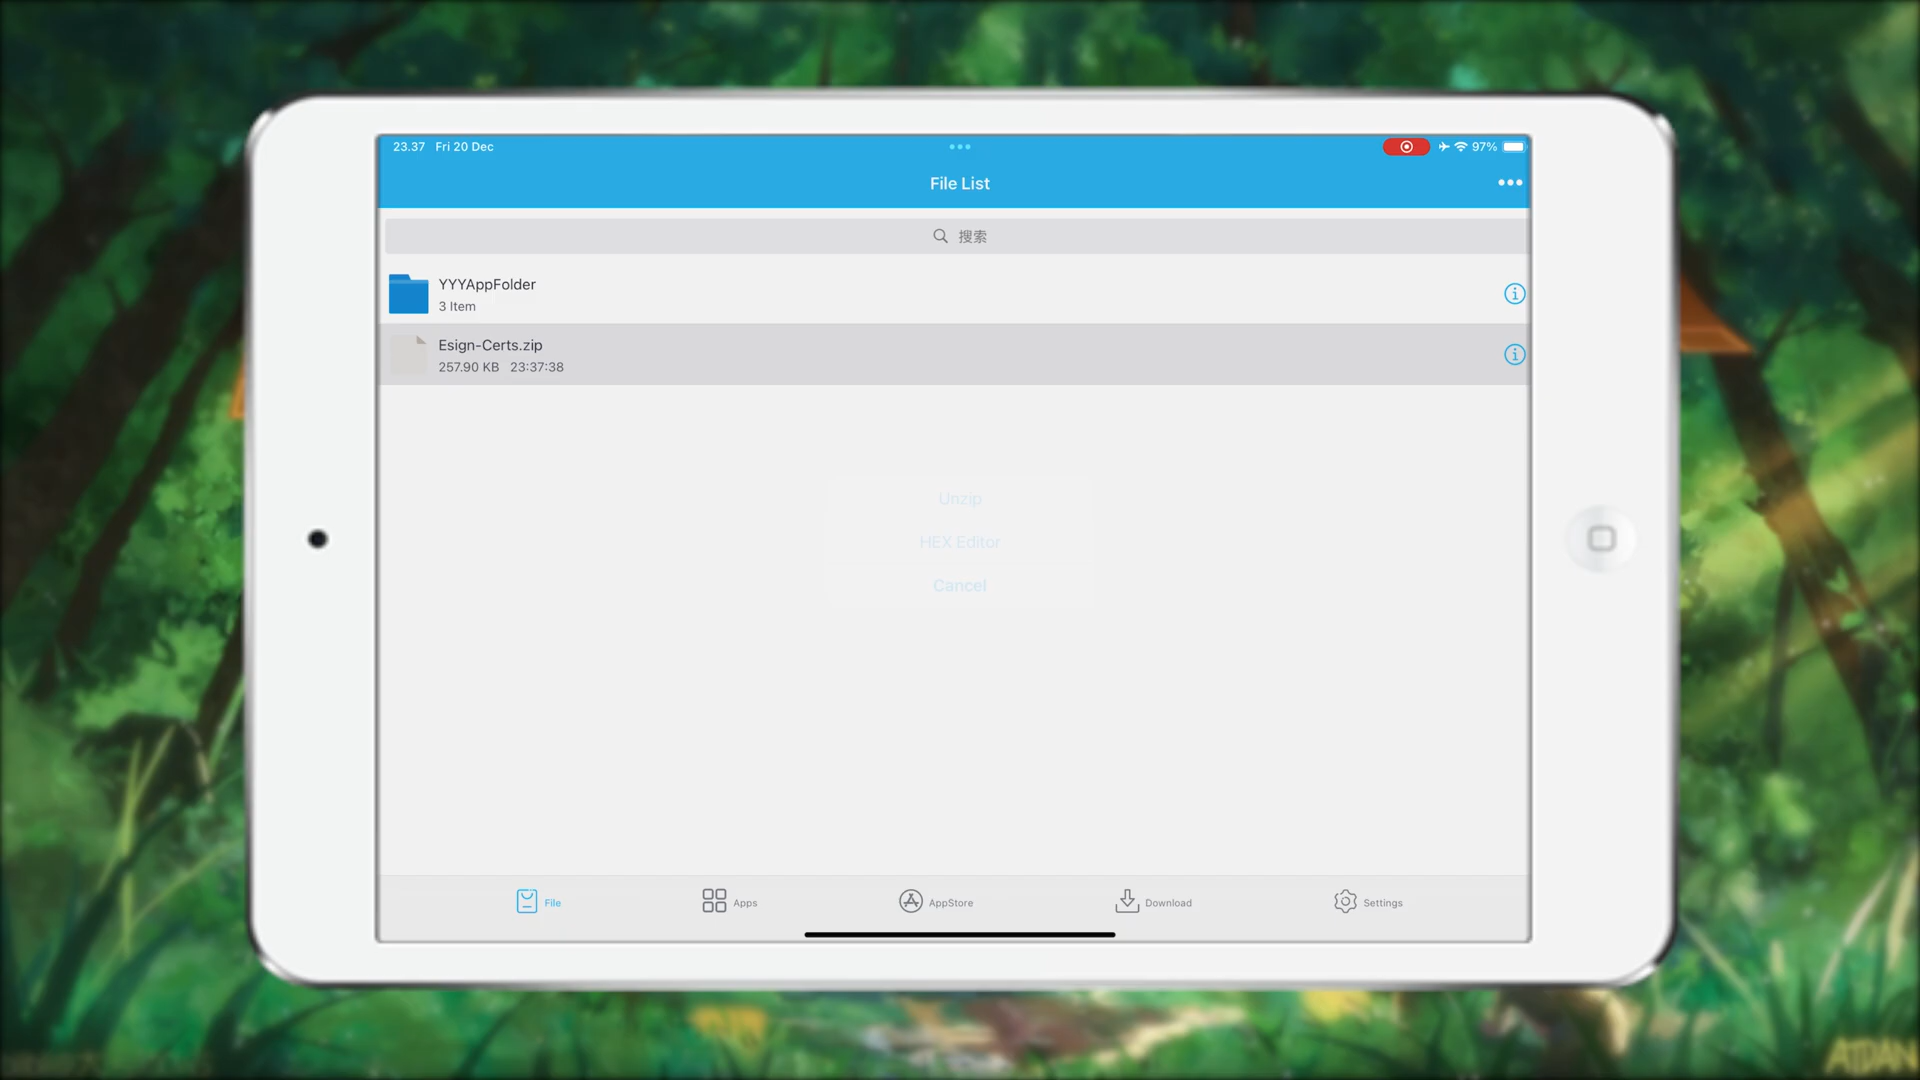 23.37 Fri 20 Dec
97%
File List
搜索
YYYAppFolder
3 Item
Esign-Certs.zip
257.90 KB 23:37:38
Unzip
HEX Editor
Cancel
File
Apps
AppStore
Download
Settings